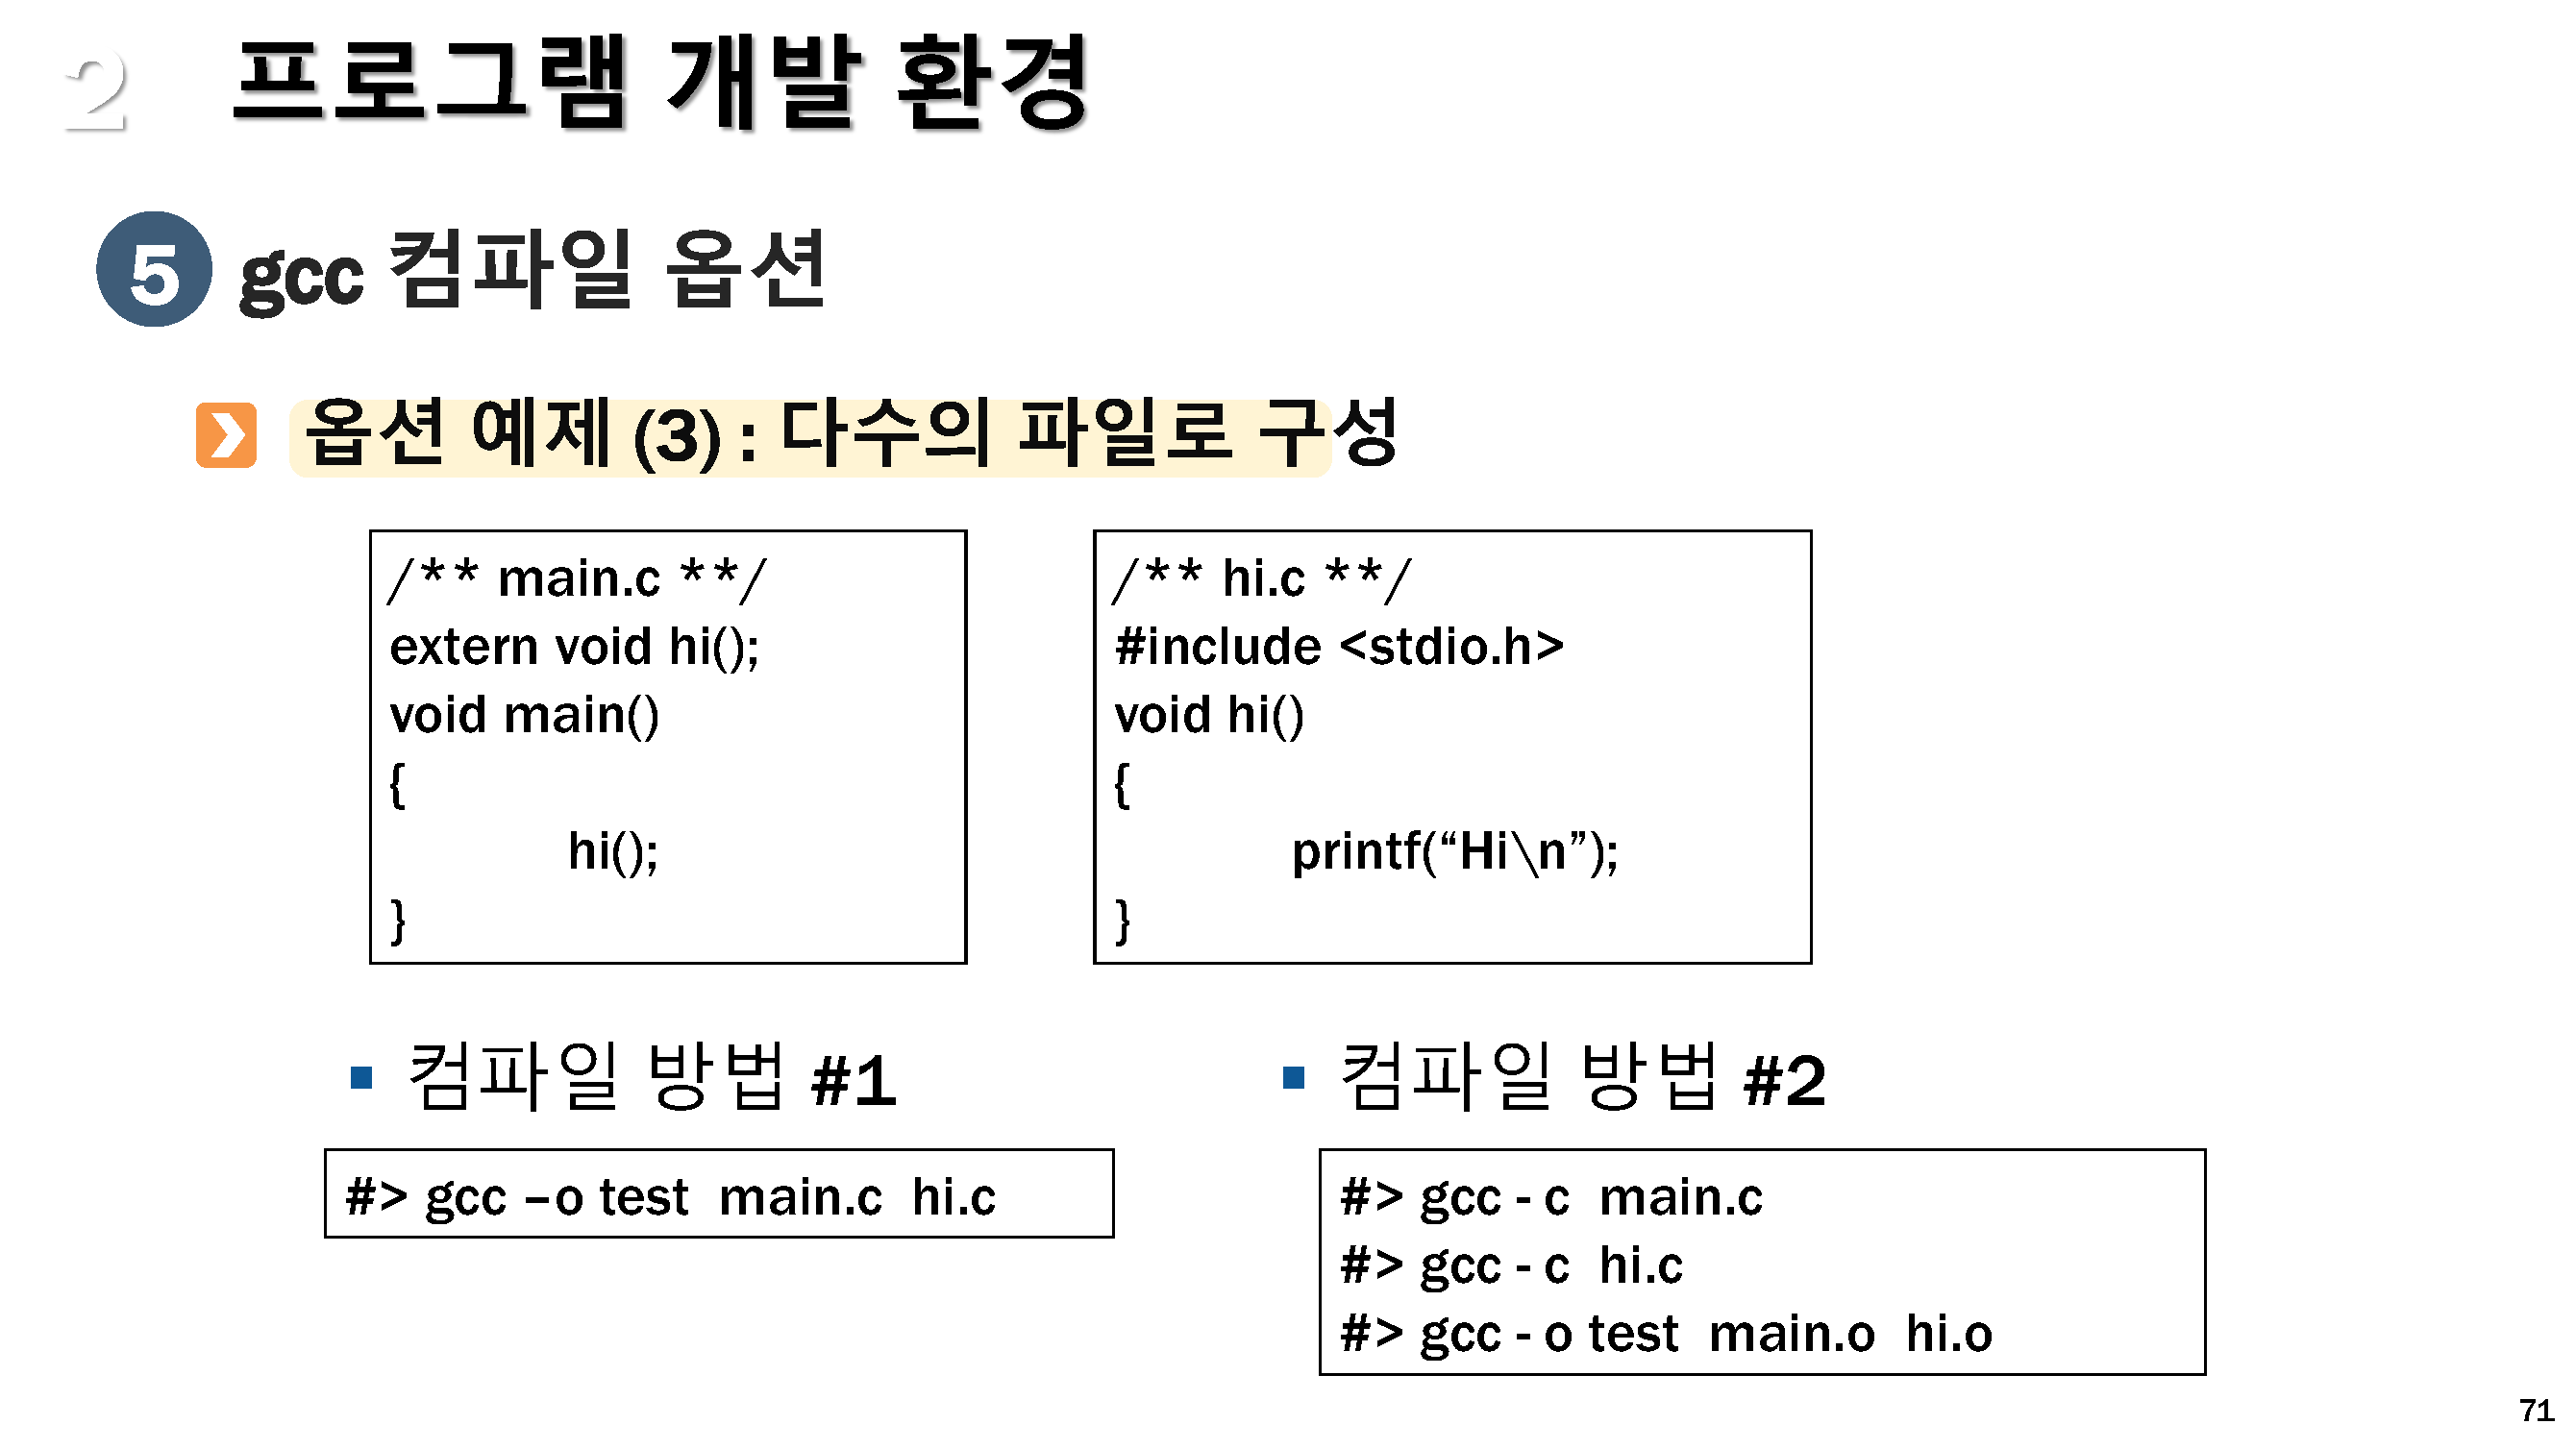 2 프로그램 개발 환경
5 gcc 컴파일 옵션
옵션 예제 (3) : 다수의 파일로 구성
/** main.c **/
extern void hi();
void main()
{
hi();
}
/** hi.c **/
#include <stdio.h>
void hi()
{
printf(“Hi\n”);
}
▪ 컴파일 방법 #1
#> gcc –o test main.c hi.c
▪ 컴파일 방법 #2
#> gcc - c main.c
#> gcc - c hi.c
#> gcc - o test main.o hi.o
71